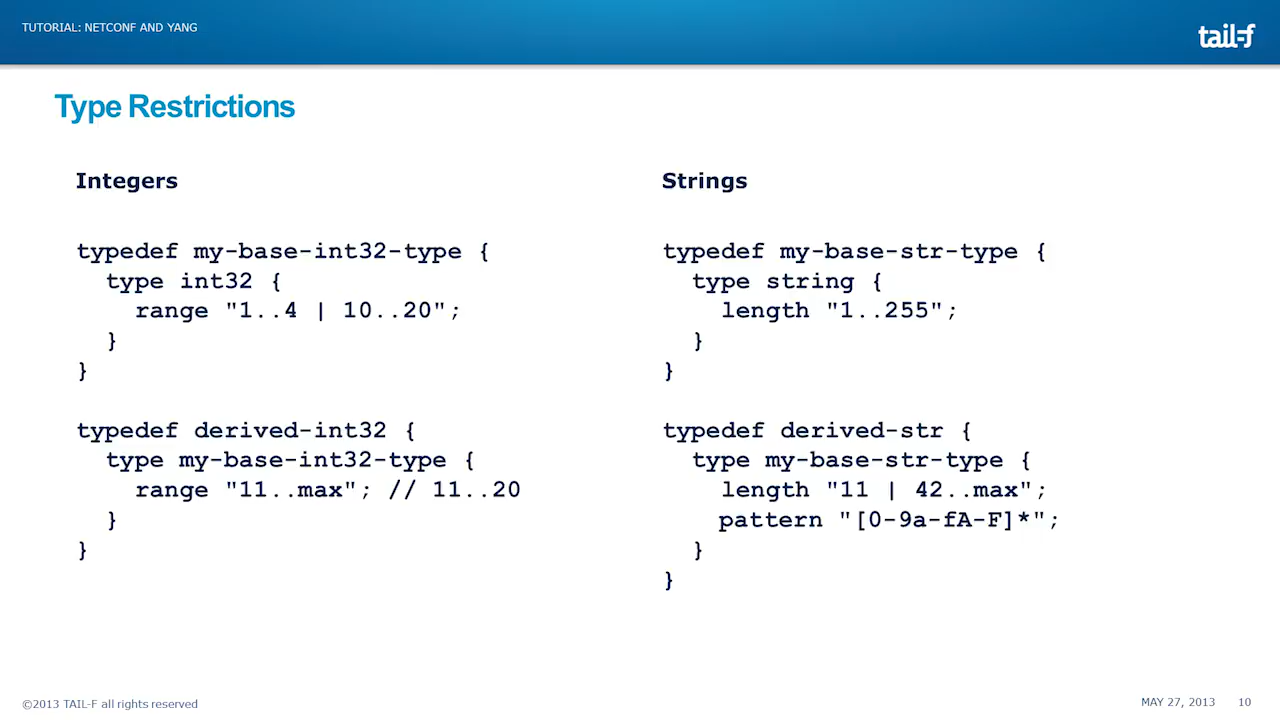 TUTORIAL: NETCONF AND YANG
tail-f
Type Restrictions
Integers
typedef my-base-int32-type {
  type int32 {
    range "1..4 | 10..20";
  }
}
typedef derived-int32 {
  type my-base-int32-type {
    range "11..max"; // 11..20
  }
}
Strings
typedef my-base-str-type {
  type string {
    length "1..255";
  }
}
typedef derived-str {
  type my-base-str-type {
    length "11 | 42..max";
    pattern "[0-9a-fA-F]*";
  }
}
©2013 TAIL-F all rights reserved
MAY 27, 2013
10